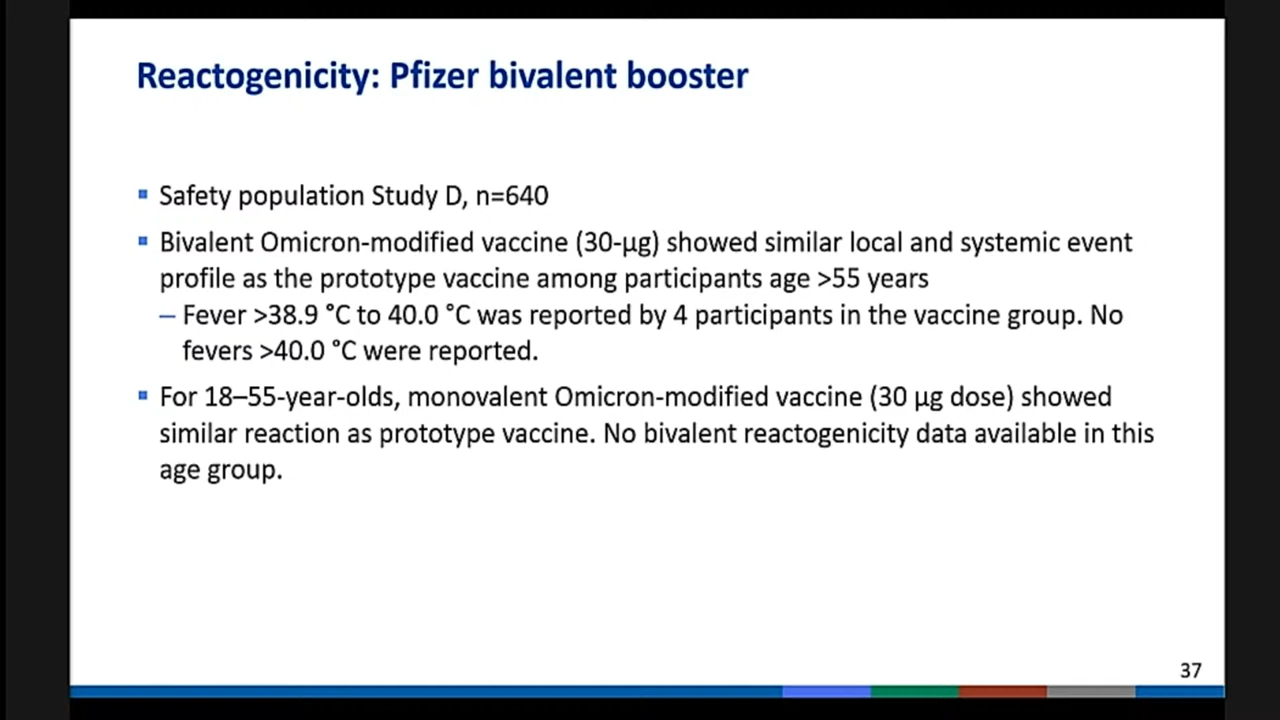 Reactogenicity: Pfizer bivalent booster
▪ Safety population Study D, n=640
▪ Bivalent Omicron-modified vaccine (30-µg) showed similar local and systemic event
profile as the prototype vaccine among participants age >55 years
– Fever >38.9 °C to 40.0 °C was reported by 4 participants in the vaccine group. No
fevers >40.0 °C were reported.
▪ For 18–55-year-olds, monovalent Omicron-modified vaccine (30 µg dose) showed
similar reaction as prototype vaccine. No bivalent reactogenicity data available in this
age group.
37